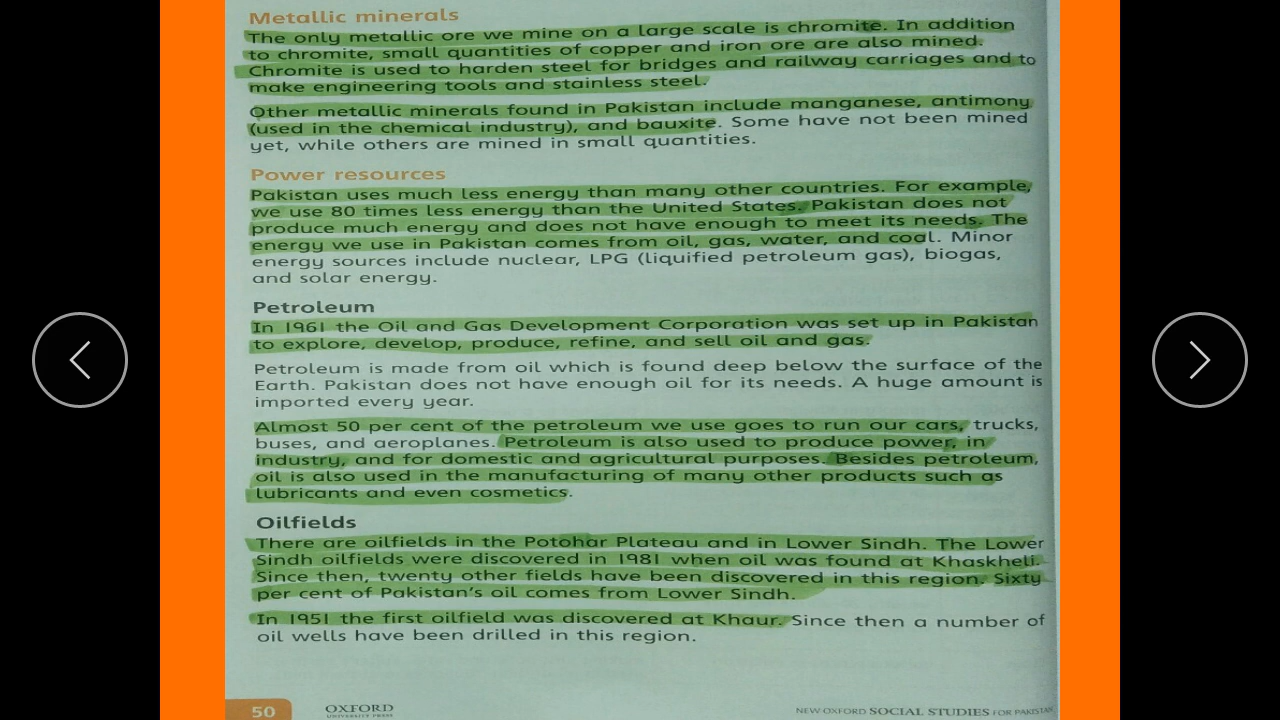 Metallic minerals
The only metallic ore we mine on a large scale is chromite. In addition
to chromite, small quantities of copper and iron ore are also mined.
Chromite is used to harden steel for bridges and railway carriages and to
make engineering tools and stainless steel.
Other metallic minerals found in Pakistan include manganese, antimony
(used in the chemical industry), and bauxite. Some have not been mined
yet, while others are mined in small quantities.
Power resources
Pakistan uses much less energy than many other countries. For example,
we use 80 times less energy than the United States. Pakistan does not
produce much energy and does not have enough to meet its needs. The
energy we use in Pakistan comes from oil, gas, water, and coal. Minor
energy sources include nuclear, LPG (liquified petroleum gas), biogas,
and solar energy.
Petroleum
In 1961 the Oil and Gas Development Corporation was set up in Pakistan
to explore, develop, produce, refine, and sell oil and gas.
Petroleum is made from oil which is found deep below the surface of the
Earth. Pakistan does not have enough oil for its needs. A huge amount is
imported every year.
Almost 50 per cent of the petroleum we use goes to run our cars, trucks,
buses, and aeroplanes. Petroleum is also used to produce power, in
industry, and for domestic and agricultural purposes. Besides petroleum,
oil is also used in the manufacturing of many other products such as
lubricants and even cosmetics.
Oilfields
There are oilfields in the Potohar Plateau and in Lower Sindh. The Lower
Sindh oilfields were discovered in 1981 when oil was found at Khaskheli.
Since then, twenty other fields have been discovered in this region. Sixty
per cent of Pakistan's oil comes from Lower Sindh.
In 1951 the first oilfield was discovered at Khaur. Since then a number of
oil wells have been drilled in this region.
50
OXFORD
UNIVERSITY PRESS
NEW OXFORD SOCIAL STUDIES FOR PAKISTAN